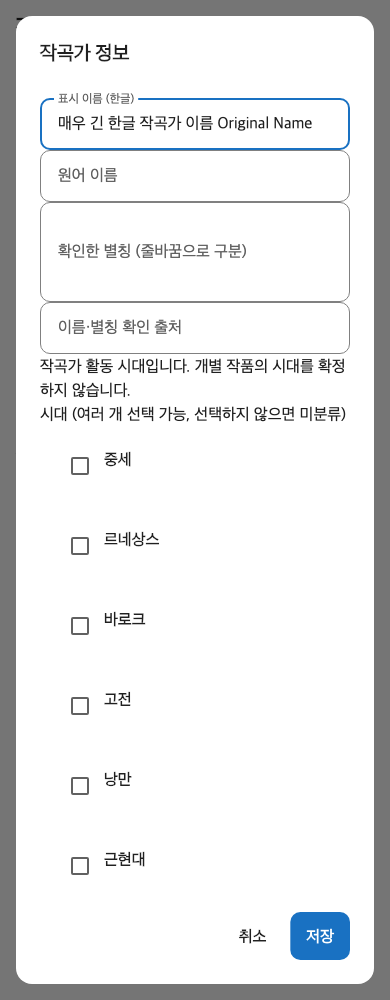 작곡가 정보
표시 이름 (한글)
매우 긴 한글 작곡가 이름 Original Name
원어 이름
확인한 별칭 (줄바꿈으로 구분)
이름·별칭 확인 출처
작곡가 활동 시대입니다. 개별 작품의 시대를 확정
하지 않습니다.
시대 (여러 개 선택 가능, 선택하지 않으면 미분류)
중세
르네상스
바로크
고전
낭만
근현대
취소
저장